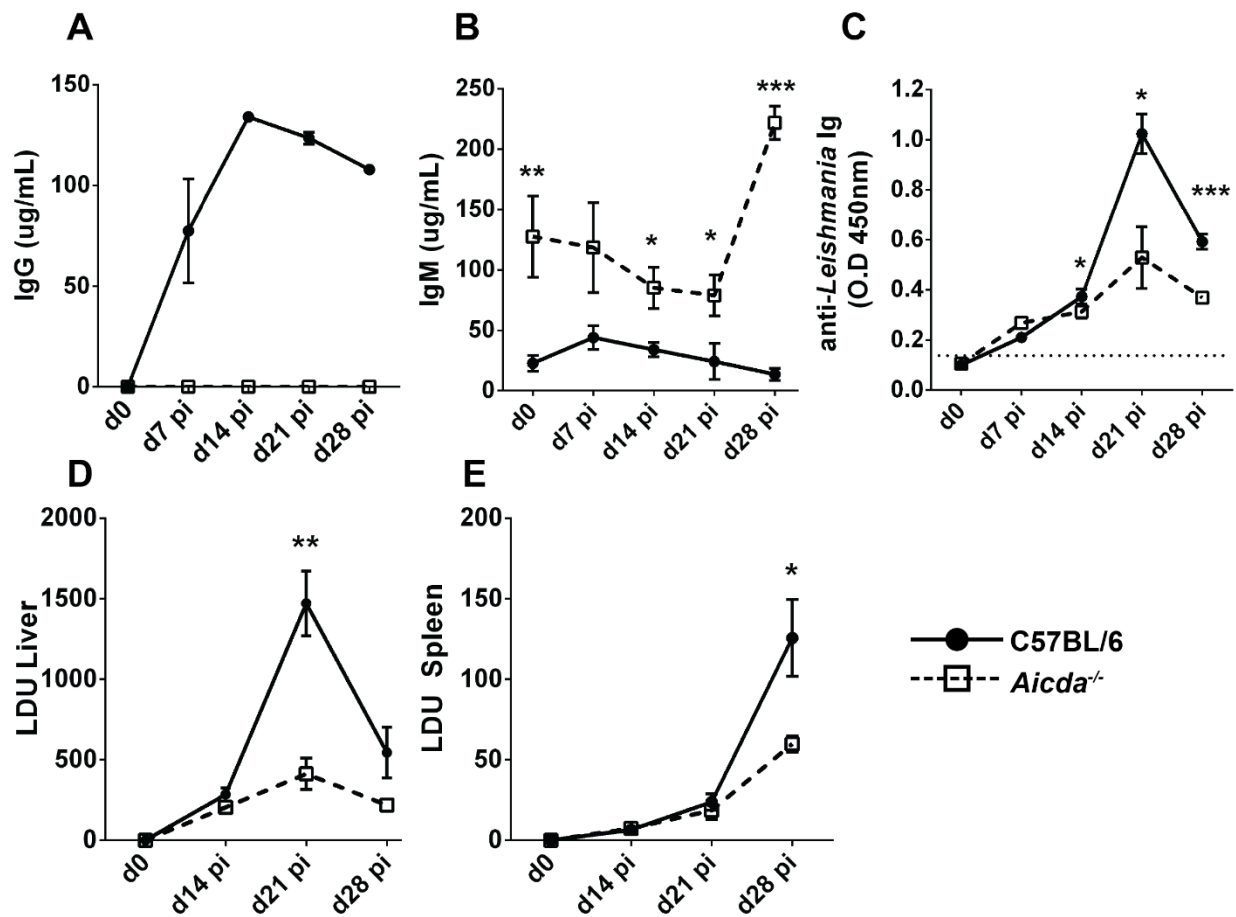 A
IgG (ug/mL)
150
100
50
0
d0
d7 pi
d14 pi
d21 pi
d28 pi
B
IgM (ug/mL)
250
200
150
100
50
0
**
*
*
***
d0
d7 pi
d14 pi
d21 pi
d28 pi
C
anti-Leishmania Ig
(O.D 450nm)
1.2
1.0
0.8
0.6
0.4
0.2
0.0
*
*
***
d0
d7 pi
d14 pi
d21 pi
d28 pi
D
LDU Liver
2000
1500
1000
500
0
**
d0
d14 pi
d21 pi
d28 pi
E
LDU Spleen
200
150
100
50
0
*
d0
d14 pi
d21 pi
d28 pi
C57BL/6
Aicda-/-